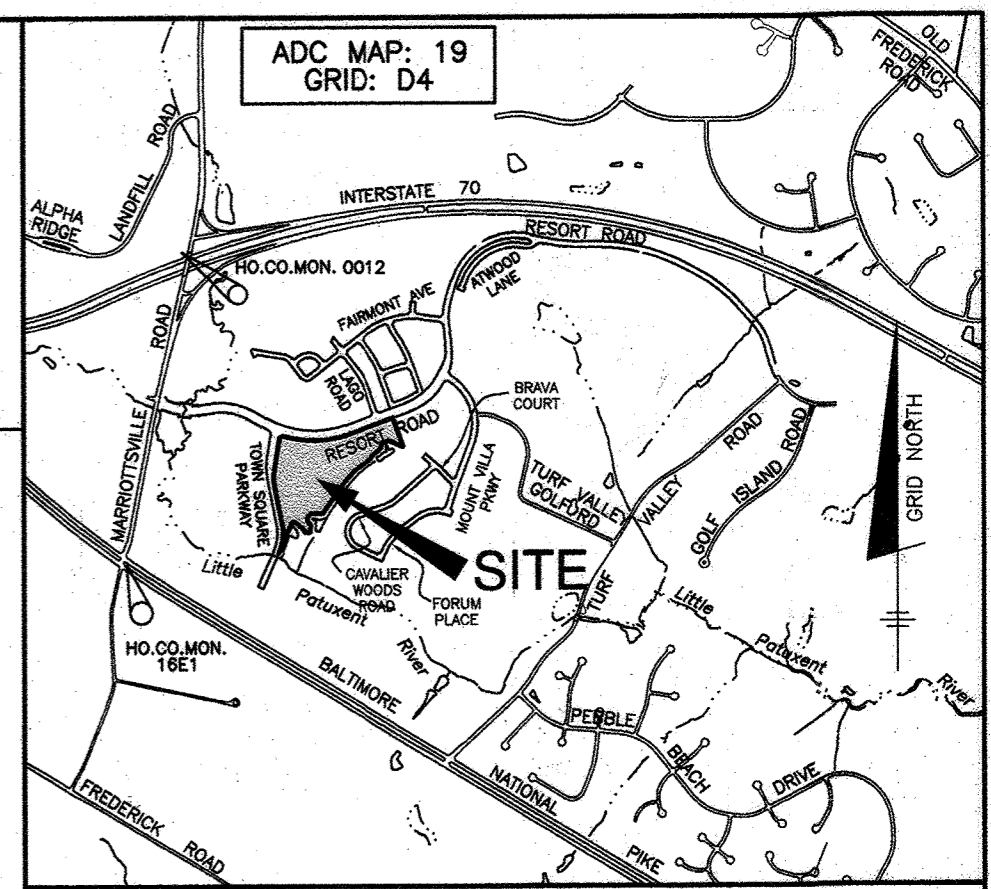 ADC MAP: 19
GRID: D4
OLD
FREDERICK
ROAD
LANDFILL ROAD
ALPHA
RIDGE
INTERSTATE 70
RESORT ROAD
ATWOOD
LANE
HO.CO.MON. 0012
FAIRMONT AVE
LAGO
ROAD
BRAVA
COURT
MARRIOTTSVILLE ROAD
RESORT ROAD
TOWN SQUARE
PARKWAY
MOUNT VILLA
PKWY
TURF VALLEY
GOLFORD
TURF VALLEY ROAD
GOLF ISLAND ROAD
GRID NORTH
SITE
CAVALIER
WOODS
ROAD
FORUM
PLACE
Little Patuxent River
Little Patuxent River
HO.CO.MON.
16E1
BALTIMORE NATIONAL PIKE
PEBBLE BEACH DRIVE
FREDERICK ROAD